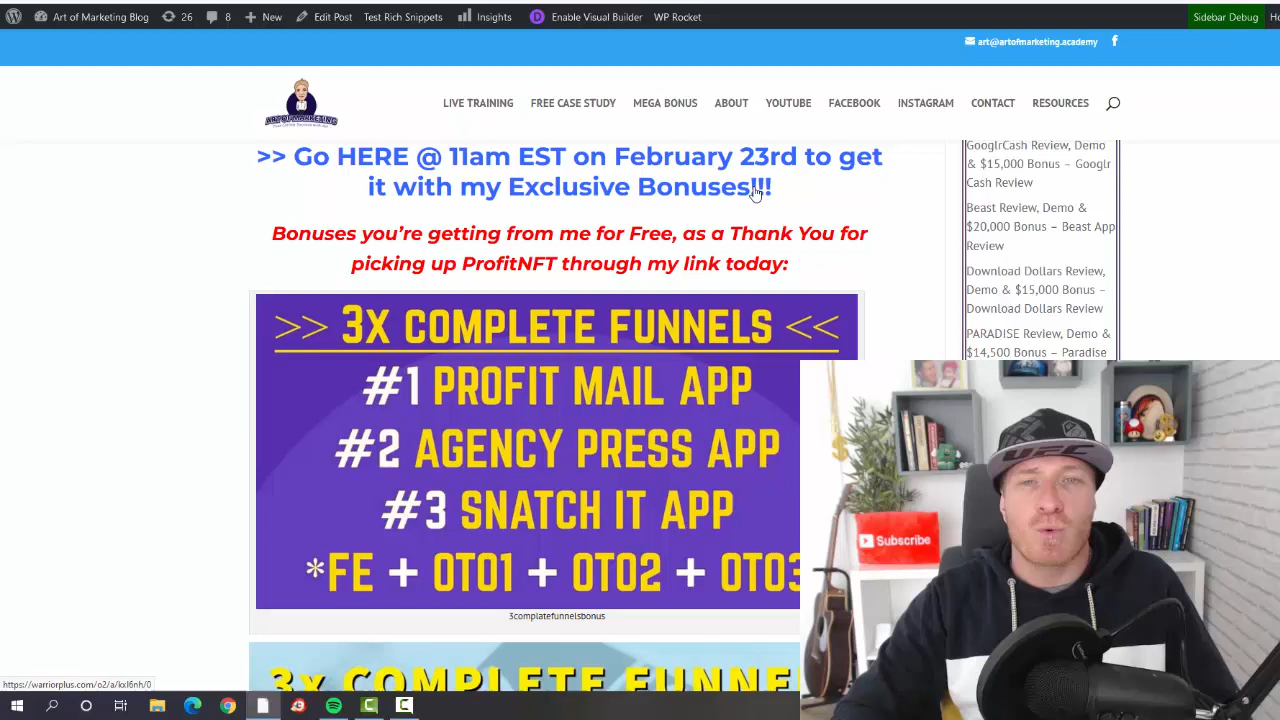 Art of Marketing Blog
26
8
New
Edit Post
Test Rich Snippets
Insights
Enable Visual Builder
WP Rocket
Sidebar Debug
art@artofmarketing.academy
ART OF MARKETING
LIVE TRAINING
FREE CASE STUDY
MEGA BONUS
ABOUT
YOUTUBE
FACEBOOK
INSTAGRAM
CONTACT
RESOURCES
>> Go HERE @ 11am EST on February 23rd to get
it with my Exclusive Bonuses!!!
Bonuses you’re getting from me for Free, as a Thank You for
picking up ProfitNFT through my link today:
>> 3X COMPLETE FUNNELS <<
#1 PROFIT MAIL APP
#2 AGENCY PRESS APP
#3 SNATCH IT APP
*FE + OTO1 + OTO2 + OTO3
3complatefunnelsbonus
3x COMPLETE FUNNE
GooglrCash Review, Demo
& $15,000 Bonus – Googlr
Cash Review
Beast Review, Demo &
$20,000 Bonus – Beast App
Review
Download Dollars Review,
Demo & $15,000 Bonus –
Download Dollars Review
PARADISE Review, Demo &
$14,500 Bonus – Paradise
UFC
Subscribe
https://warriorplus.com/o2/a/kxl6nh/0